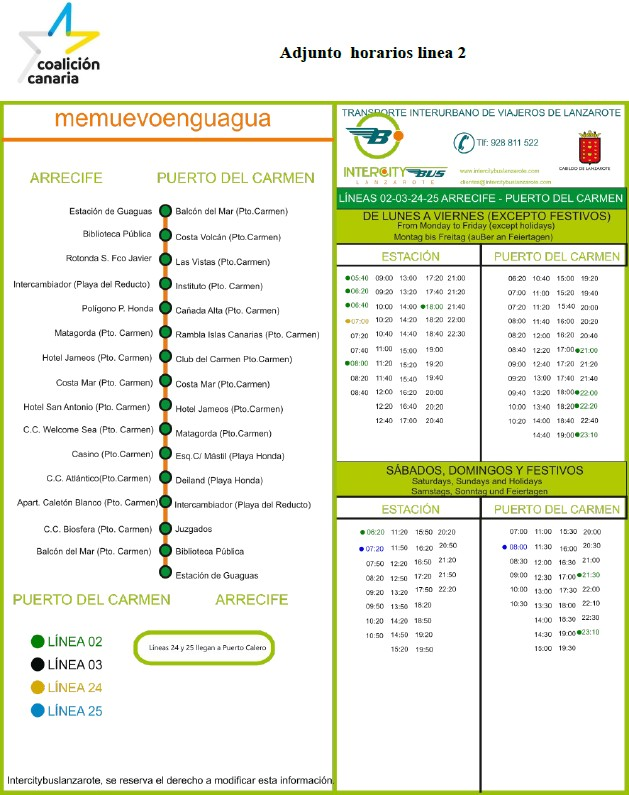 coalición
canaria
Adjunto horarios linea 2
memuevoenguagua
ARRECIFE PUERTO DEL CARMEN
Estación de Guaguas Balcón del Mar (Pto.Carmen)
Biblioteca Pública Costa Volcán (Pto.Carmen)
Rotonda S. Fco Javier Las Vistas (Pto.Carmen)
Intercambiador (Playa del Reducto) Instituto (Pto.Carmen)
Polígono P. Honda Cañada Alta (Pto. Carmen)
Matagorda (Pto. Carmen) Rambla Islas Canarias (Pto. Carmen)
Hotel Jameos (Pto. Carmen) Club del Carmen Pto.Carmen)
Costa Mar (Pto. Carmen) Costa Mar (Pto.Carmen)
Hotel San Antonio (Pto. Carmen) Hotel Jameos (Pto.Carmen)
C.C. Welcome Sea (Pto. Carmen) Matagorda (Pto. Carmen)
Casino (Pto. Carmen) Esq.C/ Mástil (Playa Honda)
C.C. Atlántico(Pto.Carmen) Deiland (Playa Honda)
Apart. Caletón Blanco (Pto. Carmen) Intercambiador (Playa del Reducto)
C.C. Biosfera (Pto. Carmen) Juzgados
Balcón del Mar (Pto. Carmen) Biblioteca Pública
Estación de Guaguas
PUERTO DEL CARMEN ARRECIFE
LÍNEA 02
LÍNEA 03
LÍNEA 24
LÍNEA 25
Líneas 24 y 25 llegan a Puerto Calero
Intercitybuslanzarote, se reserva el derecho a modificar esta información.
TRANSPORTE INTERURBANO DE VIAJEROS DE LANZAROTE
B
Tlf: 928 811 522
INTERCITY BUS
LANZAROTE
www.intercitybuslanzarote.com
clientes@intercitybuslanzarote.com
CABILDO DE LANZAROTE
LÍNEAS 02-03-24-25 ARRECIFE - PUERTO DEL CARMEN
DE LUNES A VIERNES (EXCEPTO FESTIVOS)
From Monday to Friday (except holidays)
Montag bis Freitag (außer an Feiertagen)
ESTACIÓN PUERTO DEL CARMEN
05:40 09:00 13:00 17:20 21:00 06:20 10:40 15:00 19:20
06:20 09:20 13:20 17:40 21:20 07:00 11:00 15:20 19:40
06:40 10:00 14:00 18:00 21:40 07:20 11:20 15:40 20:00
07:00 10:20 14:20 18:20 22:00 08:00 11:40 16:00 20:20
07:20 10:40 14:40 18:40 22:30 08:20 12:00 16:20 20:40
07:40 11:00 15:00 19:00 08:40 12:20 17:00 21:00
08:00 11:20 15:20 19:20 09:00 12:40 17:20 21:20
08:20 11:40 15:40 19:40 09:20 13:00 17:40 21:40
08:40 12:00 16:20 20:00 09:40 13:20 18:00 22:00
12:20 16:40 20:20 10:00 13:40 18:20 22:20
12:40 17:00 20:40 10:20 14:00 18:40 22:40
14:40 19:00 23:10
SÁBADOS, DOMINGOS Y FESTIVOS
Saturdays, Sundays and Holidays
Samstags, Sonntag und Feiertagen
ESTACIÓN PUERTO DEL CARMEN
06:20 11:20 15:50 20:20 07:00 11:00 15:30 20:00
07:20 11:50 16:20 20:50 08:00 11:30 16:00 20:30
07:50 12:20 16:50 21:20 08:30 12:00 16:30 21:00
08:20 12:50 17:20 21:50 09:00 12:30 17:00 21:30
09:20 13:20 17:50 22:20 10:00 13:00 17:30 22:00
09:50 13:50 18:20 10:30 13:30 18:00 22:10
10:20 14:20 18:50 14:00 18:30 22:30
10:50 14:50 19:20 14:30 19:00 23:10
15:20 19:50 15:00 19:30